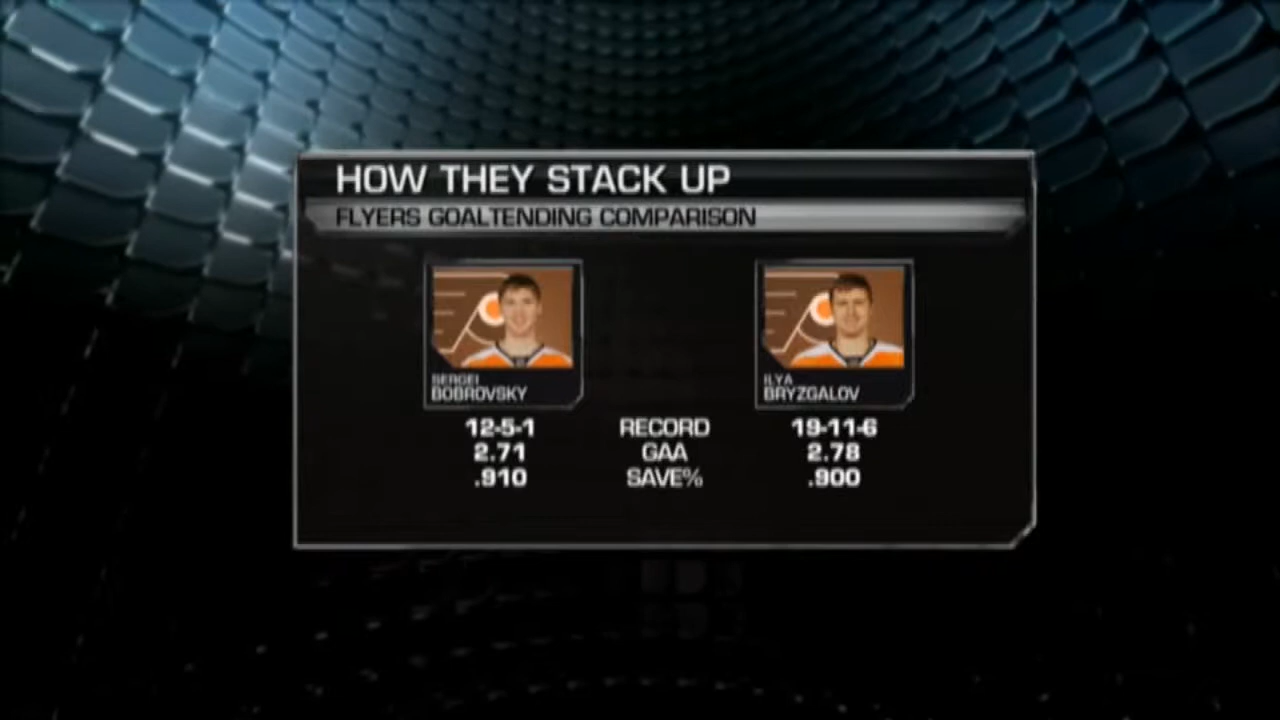 HOW THEY STACK UP
FLYERS GOALTENDING COMPARISON
SERGEI
BOBROVSKY
ILYA
BRYZGALOV
12-5-1 RECORD 19-11-6
2.71 GAA 2.78
.910 SAVE% .900